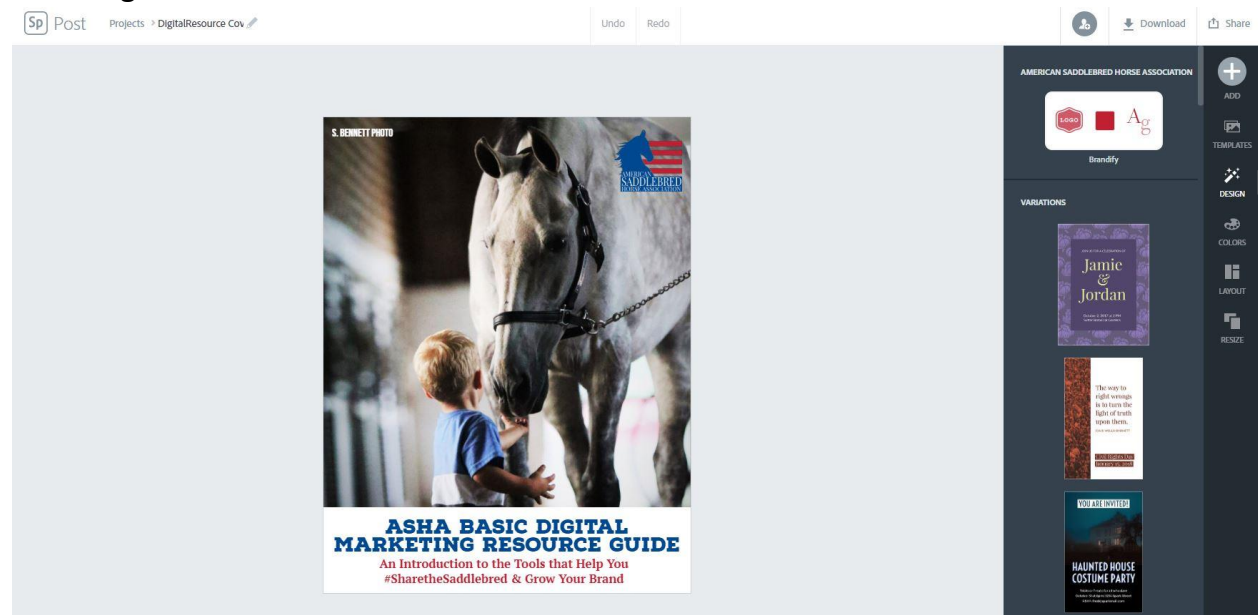 Sp Post Projects > DigitalResource Cov Undo Redo Download Share
S. BENNETT PHOTO
AMERICAN
SADDLEBRED
HORSE ASSOCIATION
ASHA BASIC DIGITAL
MARKETING RESOURCE GUIDE
An Introduction to the Tools that Help You
#SharetheSaddlebred & Grow Your Brand
AMERICAN SADDLEBRED HORSE ASSOCIATION
LOGO Ag
Brandify
VARIATIONS
Jamie
&
Jordan
The way to
right wrongs
is to turn the
light of truth
upon them.
YOU ARE INVITED!
HAUNTED HOUSE
COSTUME PARTY
ADD
TEMPLATES
DESIGN
COLORS
LAYOUT
RESIZE